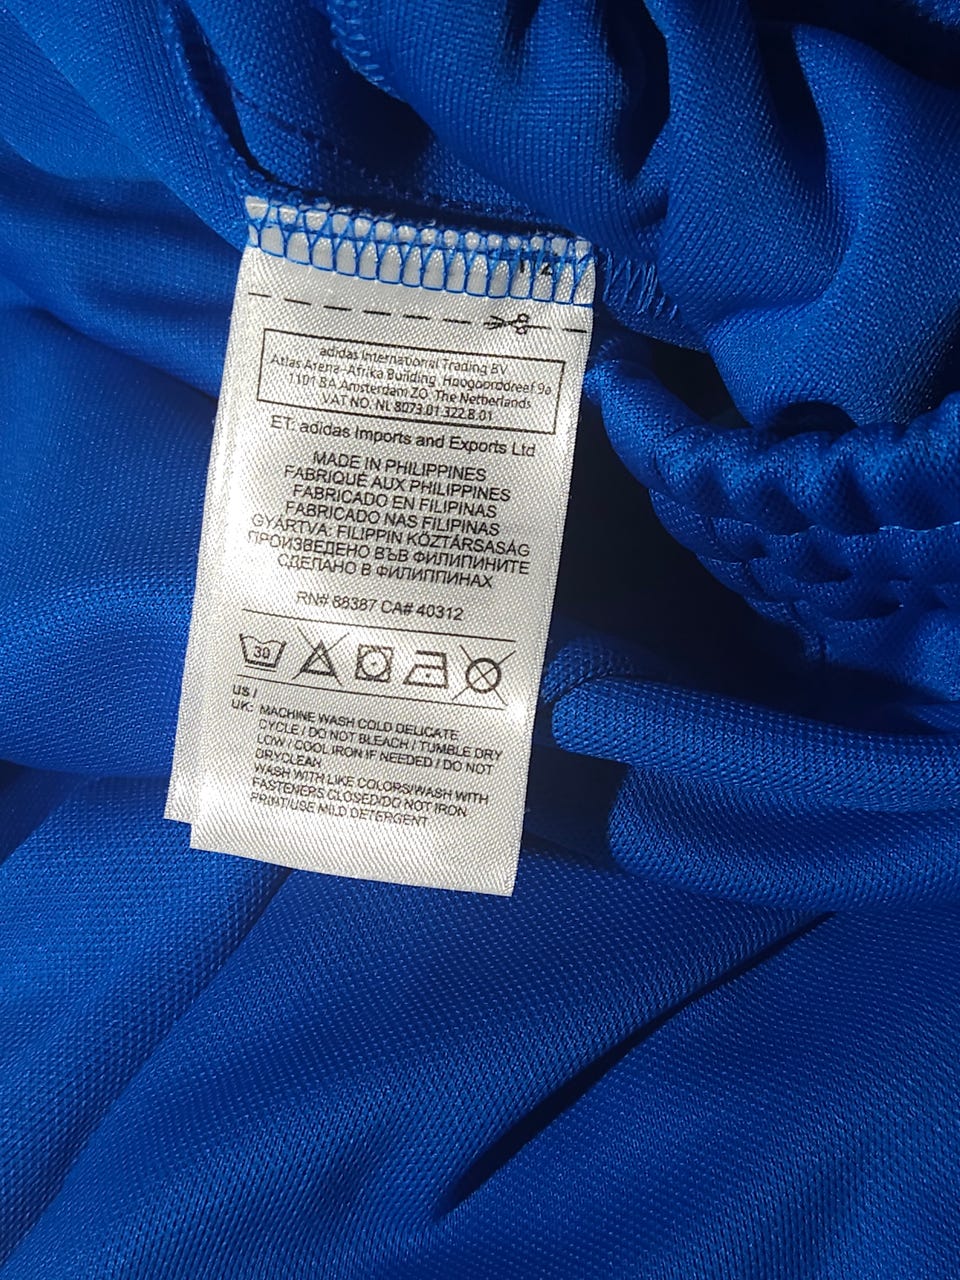 12
adidas International Trading BV
Atlas Arena-Afrika Building, Hoogoorddreef 9a
1101 BA Amsterdam ZO The Netherlands
VAT NO: NL 8073.01.322.B.01
ET: adidas Imports and Exports Ltd
MADE IN PHILIPPINES
FABRIQUÉ AUX PHILIPPINES
FABRICADO EN FILIPINAS
FABRICADO NAS FILIPINAS
GYÁRTVA: FILIPPIN KÖZTÁRSASÁG
ПРОИЗВЕДЕНО ВЪВ ФИЛИПИНИТЕ
СДЕЛАНО В ФИЛИППИНАХ
RN# 88387 CA# 40312
30
US /
UK: MACHINE WASH COLD DELICATE
CYCLE / DO NOT BLEACH / TUMBLE DRY
LOW / COOL IRON IF NEEDED / DO NOT
DRYCLEAN
WASH WITH LIKE COLORS/WASH WITH
FASTENERS CLOSED/DO NOT IRON
PRINT/USE MILD DETERGENT